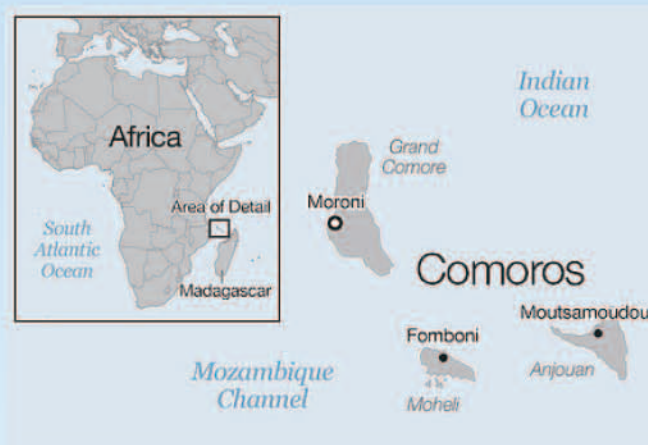 Africa
Area of Detail
South
Atlantic
Ocean
Madagascar
Indian
Ocean
Grand
Comore
Moroni
Comoros
Moutsamoudou
Fomboni
Anjouan
Moheli
Mozambique
Channel